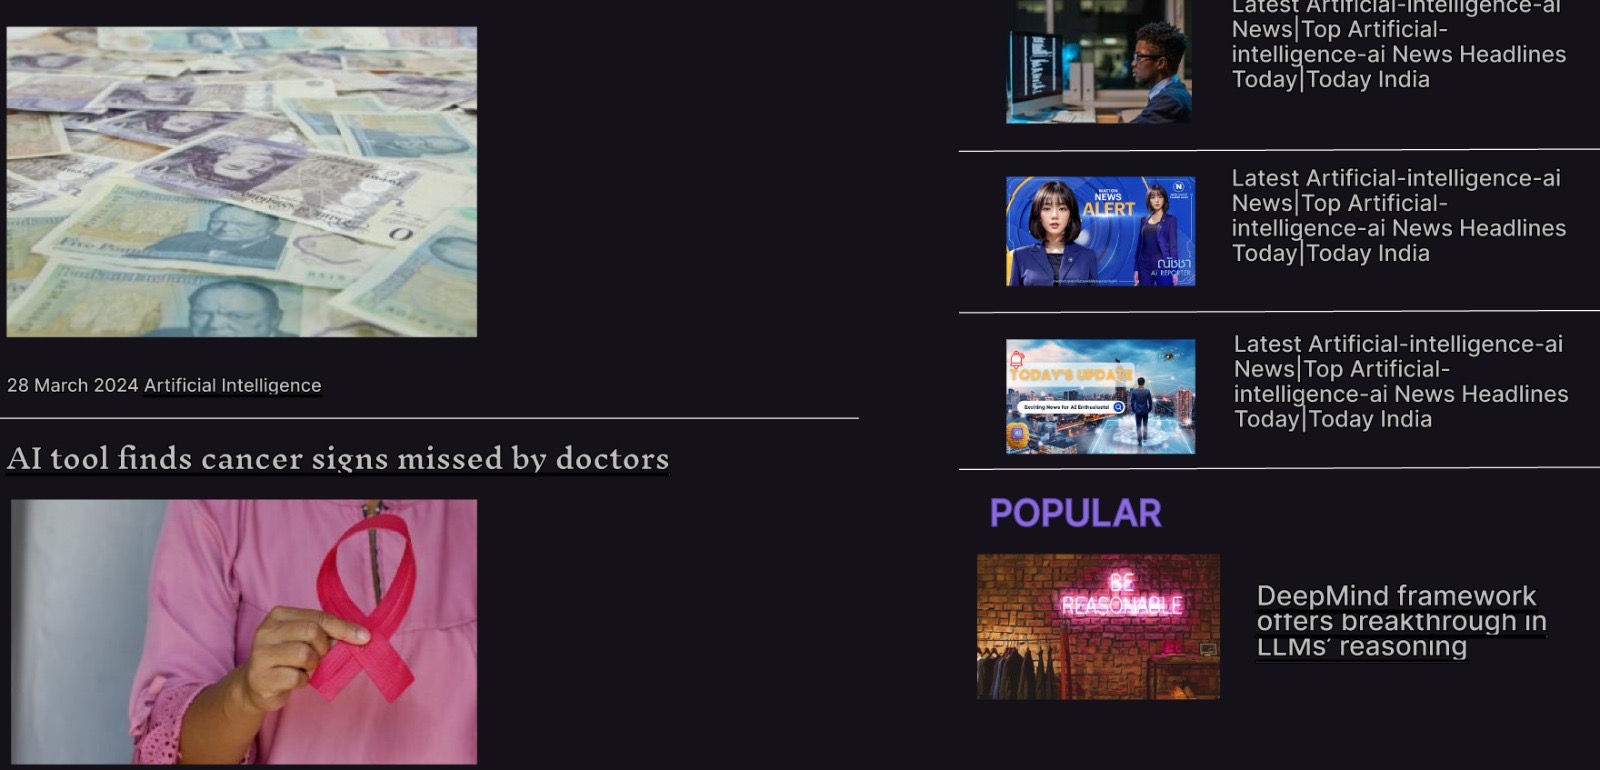 28 March 2024 Artificial Intelligence
AI tool finds cancer signs missed by doctors
Latest Artificial-intelligence-ai
News|Top Artificial-
intelligence-ai News Headlines
Today|Today India
NATION
NEWS
ALERT
ณัชชา
AI REPORTER
Latest Artificial-intelligence-ai
News|Top Artificial-
intelligence-ai News Headlines
Today|Today India
TODAY'S UPDATE
Exciting News for AI Enthusiasts!
Latest Artificial-intelligence-ai
News|Top Artificial-
intelligence-ai News Headlines
Today|Today India
POPULAR
BE
REASONABLE
DeepMind framework
offers breakthrough in
LLMs' reasoning